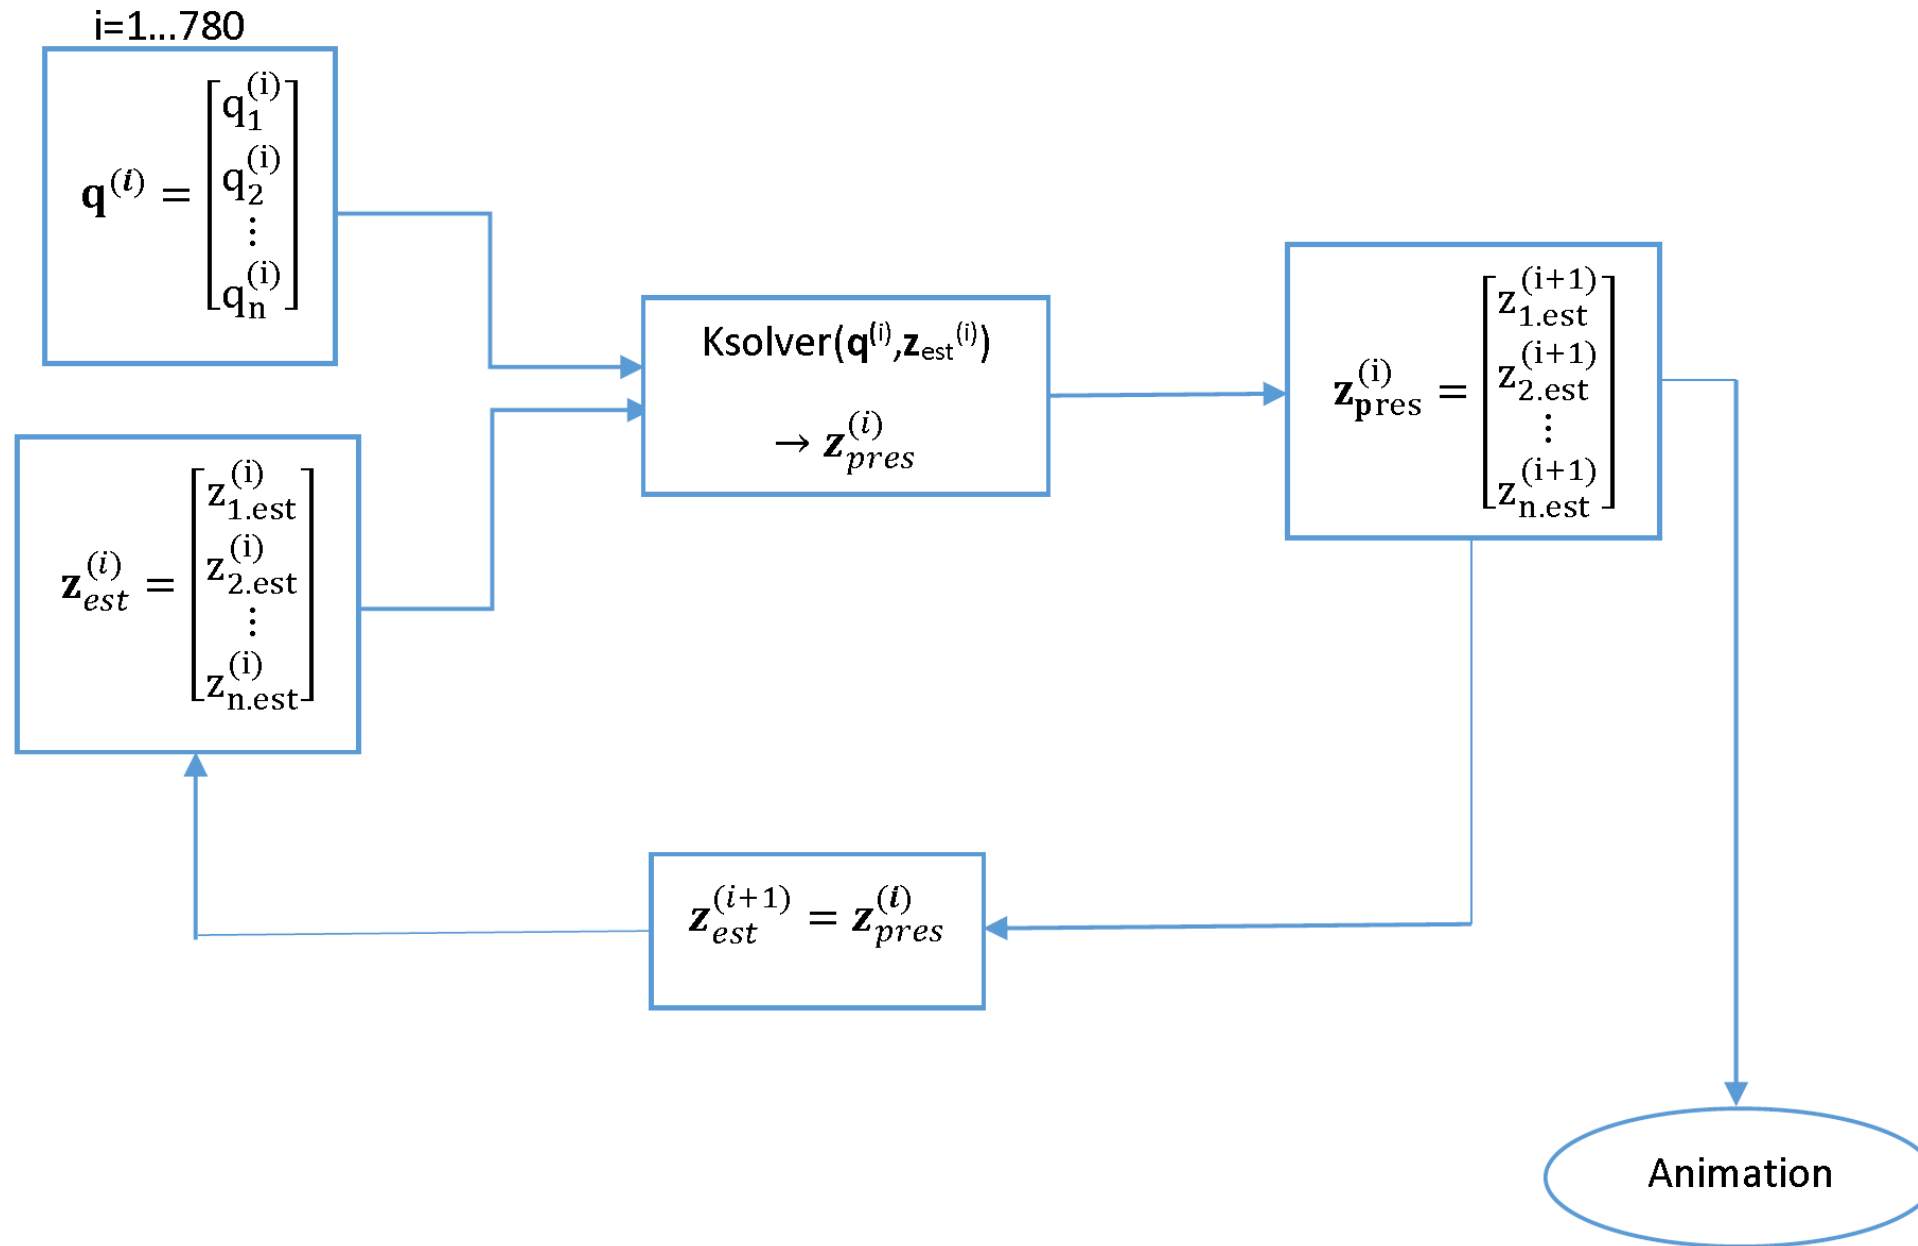 i=1...780
q^(i) = [q_1^(i) q_2^(i) ⋮ q_n^(i)]
Ksolver(q^(i),z_est^(i))
→ z_pres^(i)
z_pres^(i) = [z_1.est^(i+1) z_2.est^(i+1) ⋮ z_n.est^(i+1)]
z_est^(i) = [z_1.est^(i) z_2.est^(i) ⋮ z_n.est^(i)]
z_est^(i+1) = z_pres^(i)
Animation